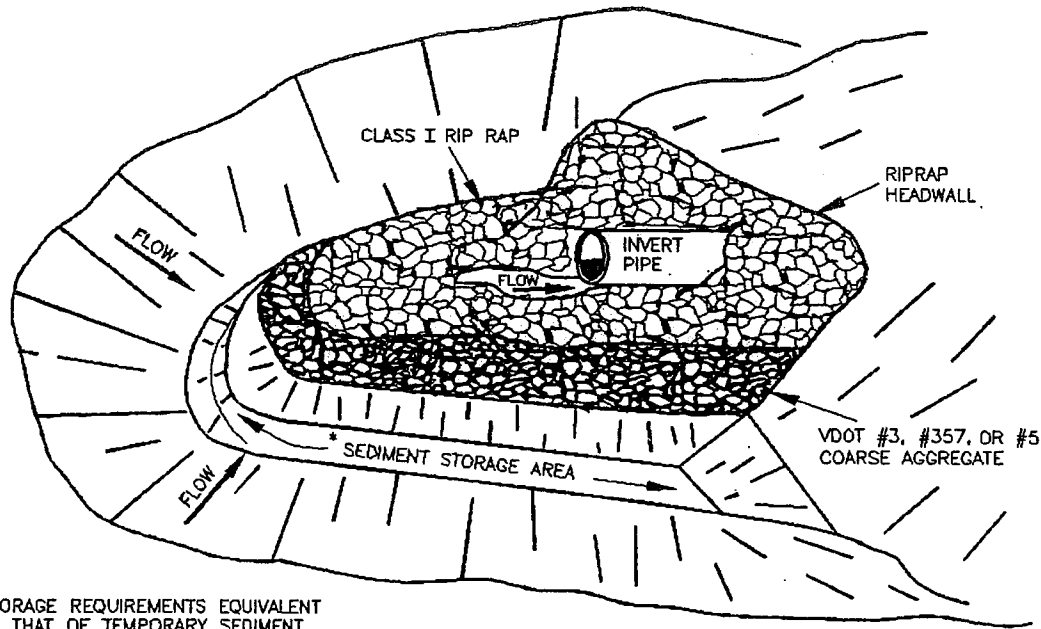 CLASS I RIP RAP
RIPRAP
HEADWALL
FLOW
INVERT
PIPE
FLOW
VDOT #3, #357, OR #5
COARSE AGGREGATE
* SEDIMENT STORAGE AREA
FLOW
ORAGE REQUIREMENTS EQUIVALENT
THAT OF TEMPORARY SEDIMENT